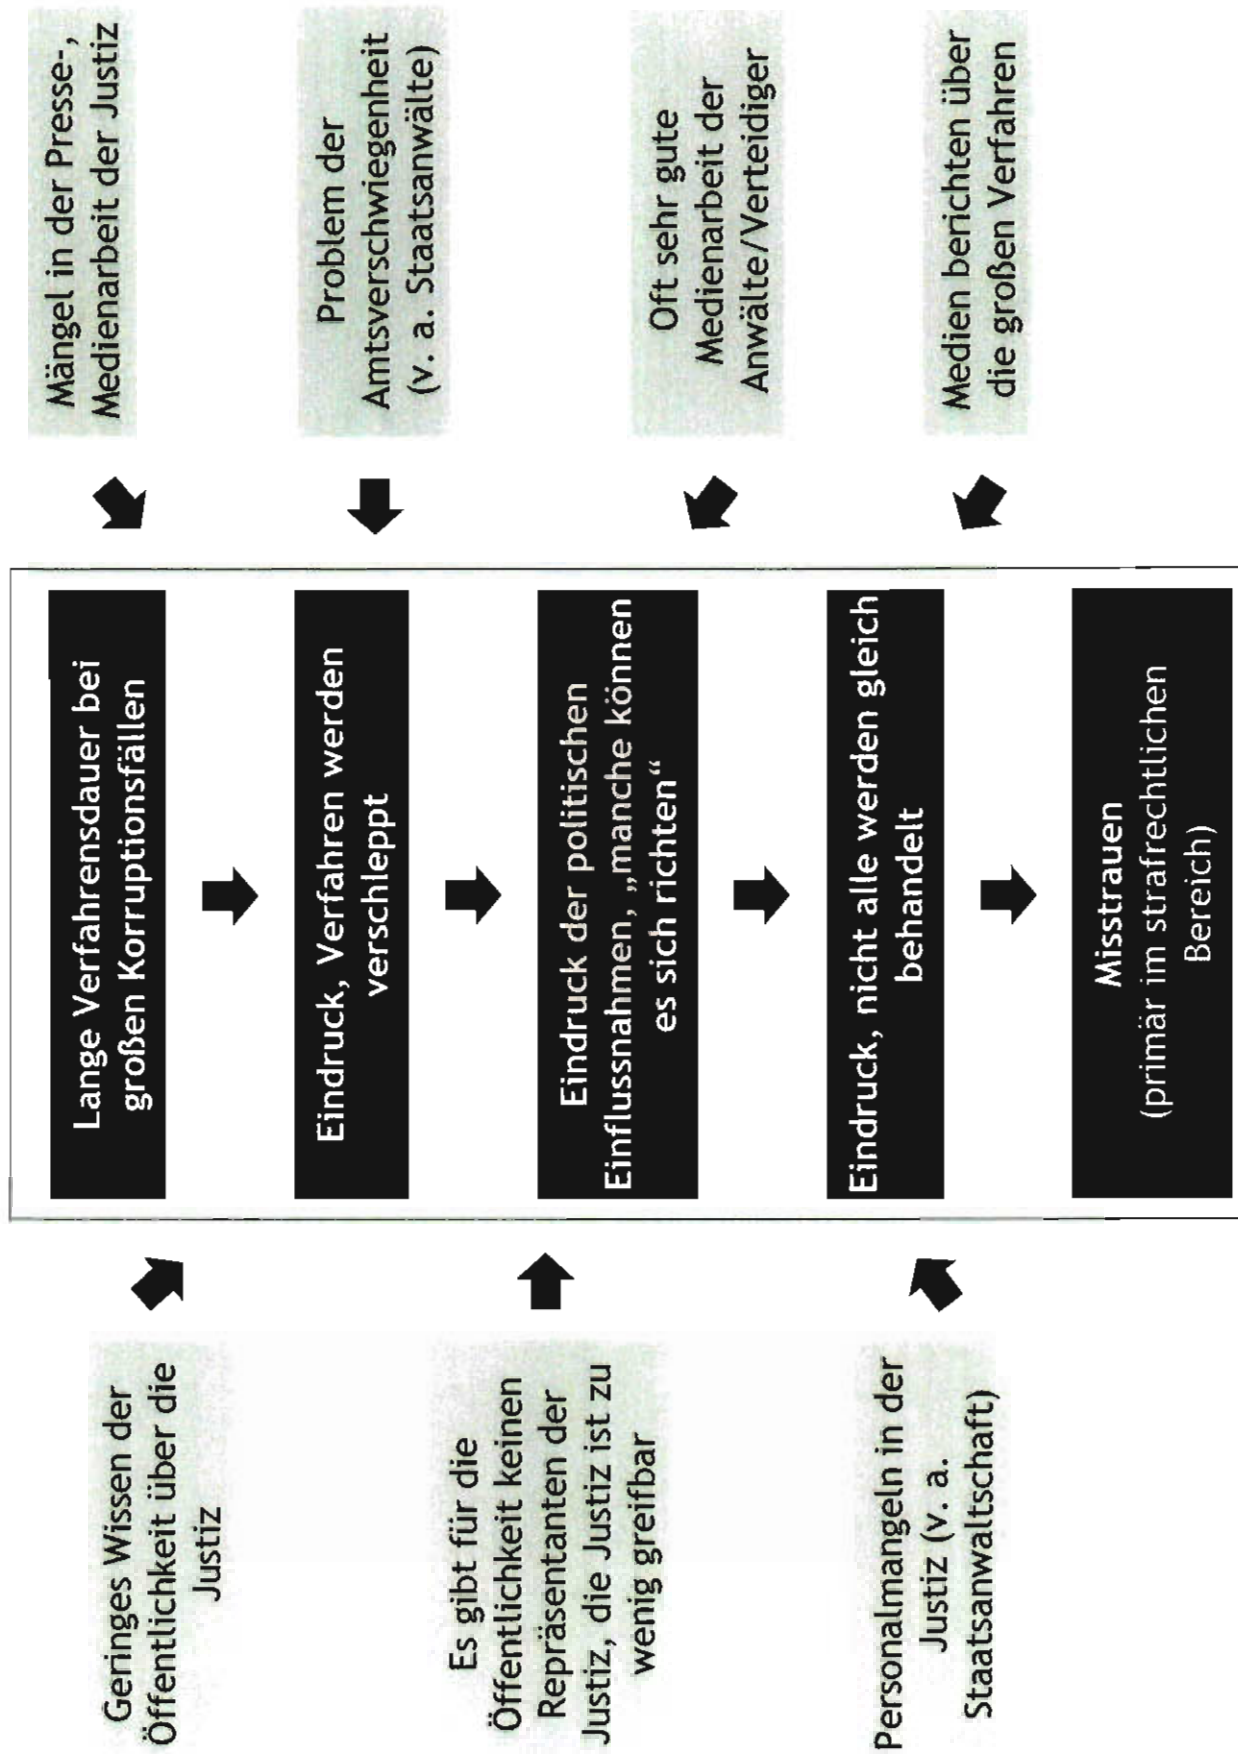 Geringes Wissen der
Öffentlichkeit über die
Justiz
Es gibt für die
Öffentlichkeit keinen
Repräsentanten der
Justiz, die Justiz ist zu
wenig greifbar
Personalmangeln in der
Justiz (v. a.
Staatsanwaltschaft)
Lange Verfahrensdauer bei
großen Korruptionsfällen
Eindruck, Verfahren werden
verschleppt
Eindruck der politischen
Einflussnahmen, „manche können
es sich richten“
Eindruck, nicht alle werden gleich
behandelt
Misstrauen
(primär im strafrechtlichen
Bereich)
Mängel in der Presse-,
Medienarbeit der Justiz
Problem der
Amtsverschwiegenheit
(v. a. Staatsanwälte)
Oft sehr gute
Medienarbeit der
Anwälte/Verteidiger
Medien berichten über
die großen Verfahren